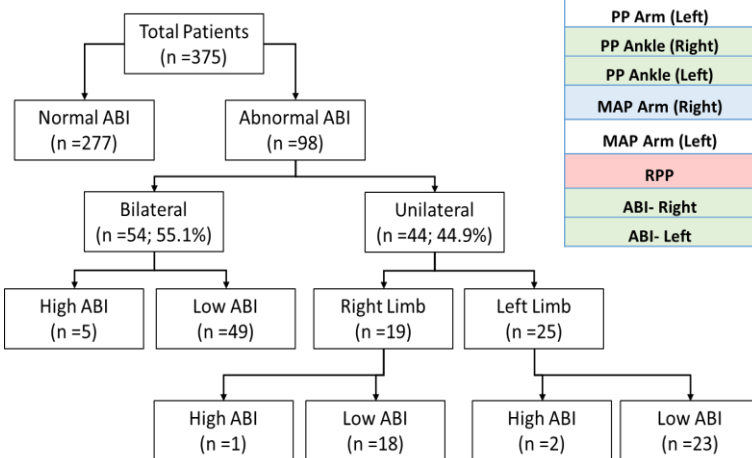 Total Patients
(n =375)
Normal ABI
(n =277)
Abnormal ABI
(n =98)
Bilateral
(n =54; 55.1%)
Unilateral
(n =44; 44.9%)
High ABI
(n =5)
Low ABI
(n =49)
Right Limb
(n =19)
Left Limb
(n =25)
High ABI
(n =1)
Low ABI
(n =18)
High ABI
(n =2)
Low ABI
(n =23)
PP Arm (Left)
PP Ankle (Right)
PP Ankle (Left)
MAP Arm (Right)
MAP Arm (Left)
RPP
ABI- Right
ABI- Left